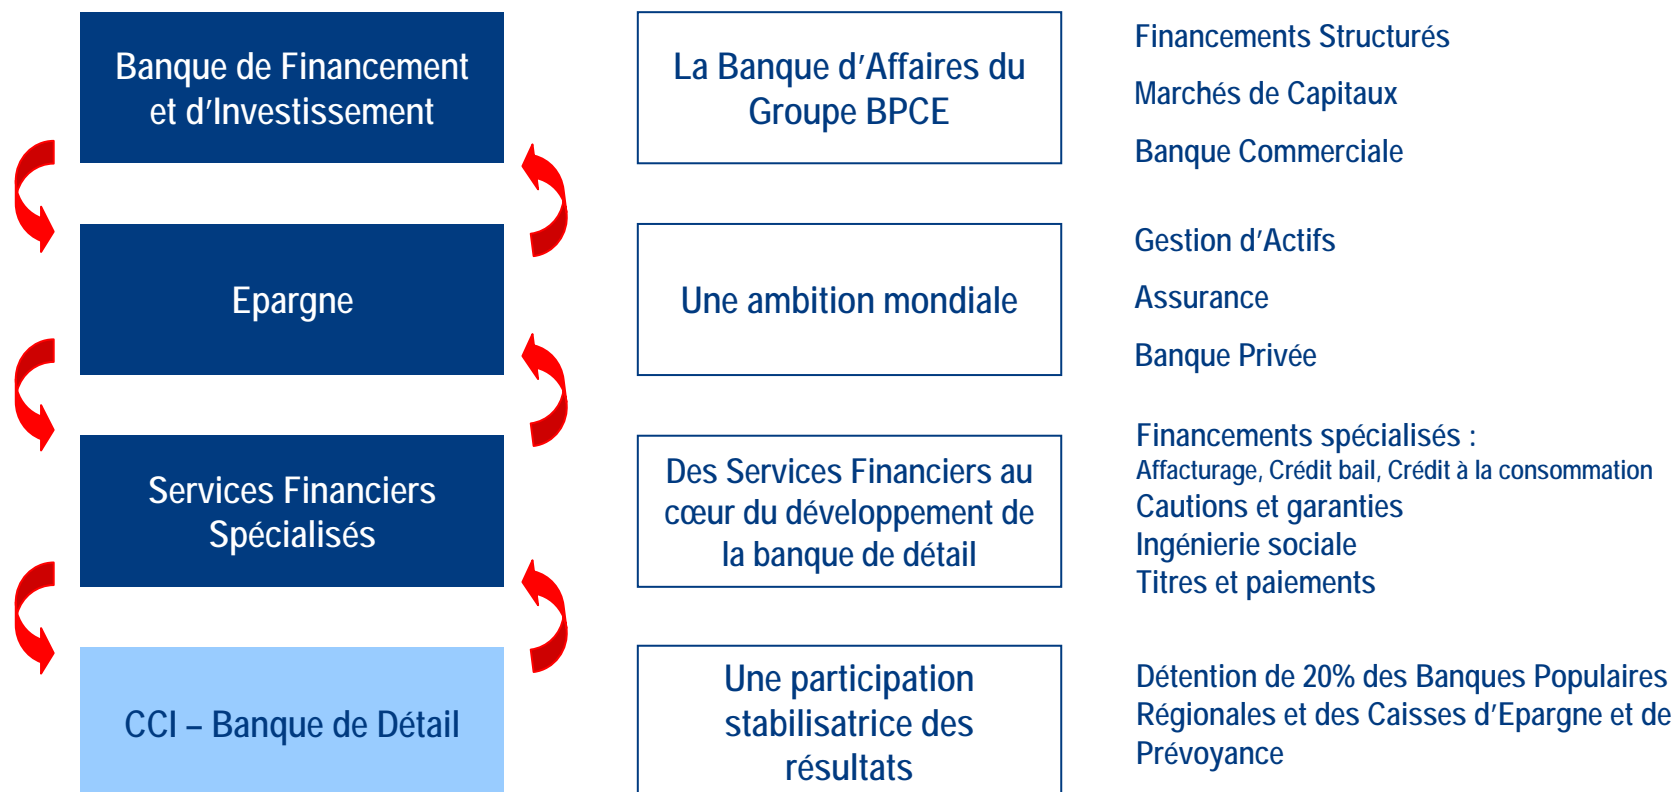 Banque de Financement
et d'Investissement
La Banque d'Affaires du
Groupe BPCE
Financements Structurés
Marchés de Capitaux
Banque Commerciale
Epargne
Une ambition mondiale
Gestion d'Actifs
Assurance
Banque Privée
Services Financiers
Spécialisés
Des Services Financiers au
cœur du développement de
la banque de détail
Financements spécialisés :
Affacturage, Crédit bail, Crédit à la consommation
Cautions et garanties
Ingénierie sociale
Titres et paiements
CCI – Banque de Détail
Une participation
stabilisatrice des
résultats
Détention de 20% des Banques Populaires
Régionales et des Caisses d'Epargne et de
Prévoyance